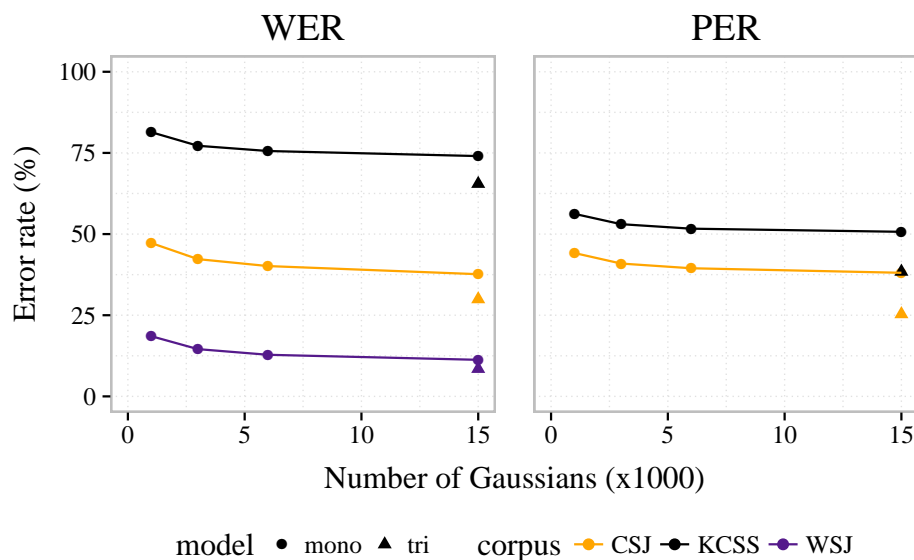 WER PER
100
75
50
25
0
Error rate (%)
0 5 10 15 0 5 10 15
Number of Gaussians (x1000)
model mono tri corpus CSJ KCSS WSJ